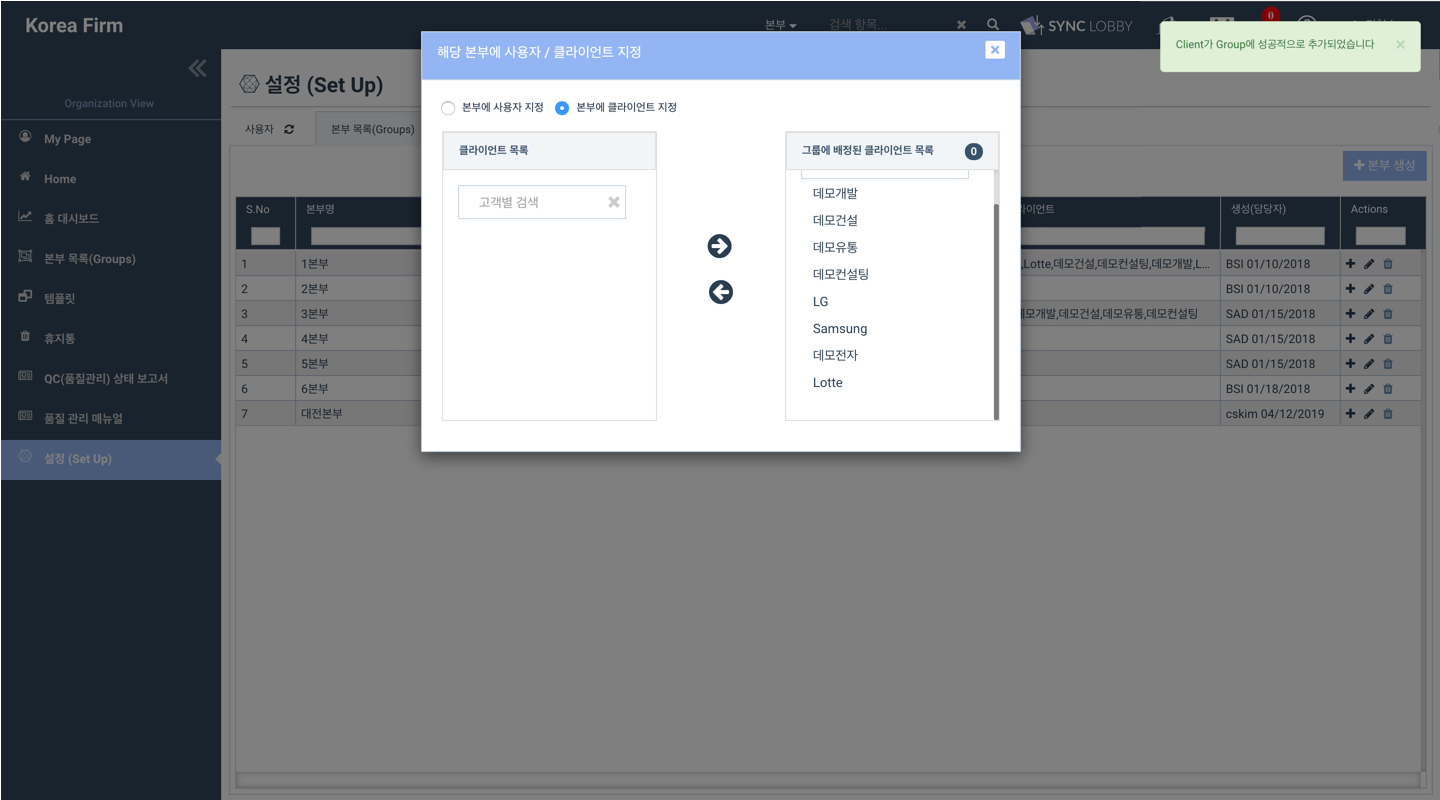 Korea Firm
본부
검색 항목...
0
SYNC LOBBY
Client가 Group에 성공적으로 추가되었습니다
해당 본부에 사용자 / 클라이언트 지정
본부에 사용자 지정
본부에 클라이언트 지정
클라이언트 목록
고객별 검색
그룹에 배정된 클라이언트 목록
0
데모개발
데모건설
데모유통
데모컨설팅
LG
Samsung
데모전자
Lotte
Organization View
My Page
Home
홈 대시보드
본부 목록(Groups)
템플릿
휴지통
QC(품질관리) 상태 보고서
품질 관리 매뉴얼
설정 (Set Up)
설정 (Set Up)
사용자
본부 목록(Groups)
본부 생성
S.No 본부명 라이언트 생성(담당자) Actions
1 1본부 ,Lotte,데모건설,데모컨설팅,데모개발,L... BSI 01/10/2018
2 2본부 BSI 01/10/2018
3 3본부 모개발,데모건설,데모유통,데모컨설팅 SAD 01/15/2018
4 4본부 SAD 01/15/2018
5 5본부 SAD 01/15/2018
6 6본부 BSI 01/18/2018
7 대전본부 cskim 04/12/2019